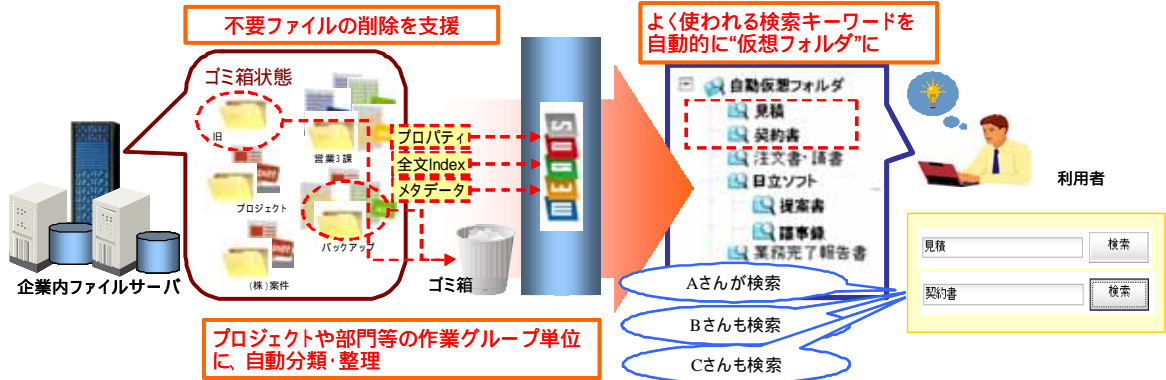 不要ファイルの削除を支援
よく使われる検索キーワードを
自動的に“仮想フォルダ”に
ゴミ箱状態
旧
営業3課
プロジェクト
バックアップ
(株)案件
プロパティ
全文Index
メタデータ
ゴミ箱
企業内ファイルサーバ
プロジェクトや部門等の作業グループ単位
に、自動分類・整理
自動仮想フォルダ
見積
契約書
注文書・請書
日立ソフト
提案書
議事録
業務完了報告書
Aさんが検索
Bさんも検索
Cさんも検索
利用者
見積
検索
契約書
検索